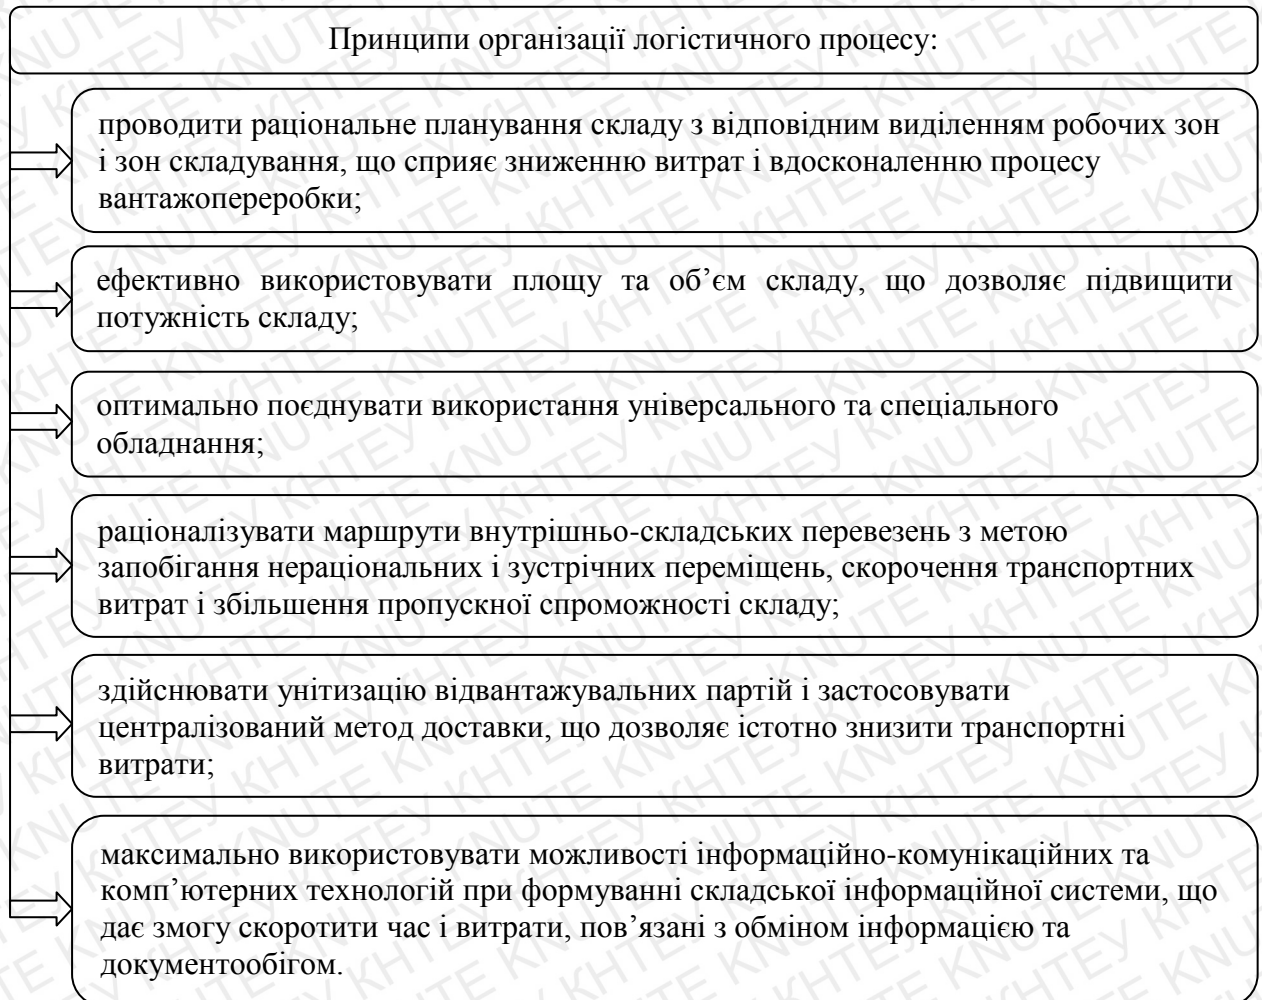 Принципи організації логістичного процесу:
проводити раціональне планування складу з відповідним виділенням робочих зон
і зон складування, що сприяє зниженню витрат і вдосконаленню процесу
вантажопереробки;
ефективно використовувати площу та об’єм складу, що дозволяє підвищити
потужність складу;
оптимально поєднувати використання універсального та спеціального
обладнання;
раціоналізувати маршрути внутрішньо-складських перевезень з метою
запобігання нераціональних і зустрічних переміщень, скорочення транспортних
витрат і збільшення пропускної спроможності складу;
здійснювати унітизацію відвантажувальних партій і застосовувати
централізований метод доставки, що дозволяє істотно знизити транспортні
витрати;
максимально використовувати можливості інформаційно-комунікаційних та
комп’ютерних технологій при формуванні складської інформаційної системи, що
дає змогу скоротити час і витрати, пов’язані з обміном інформацією та
документообігом.